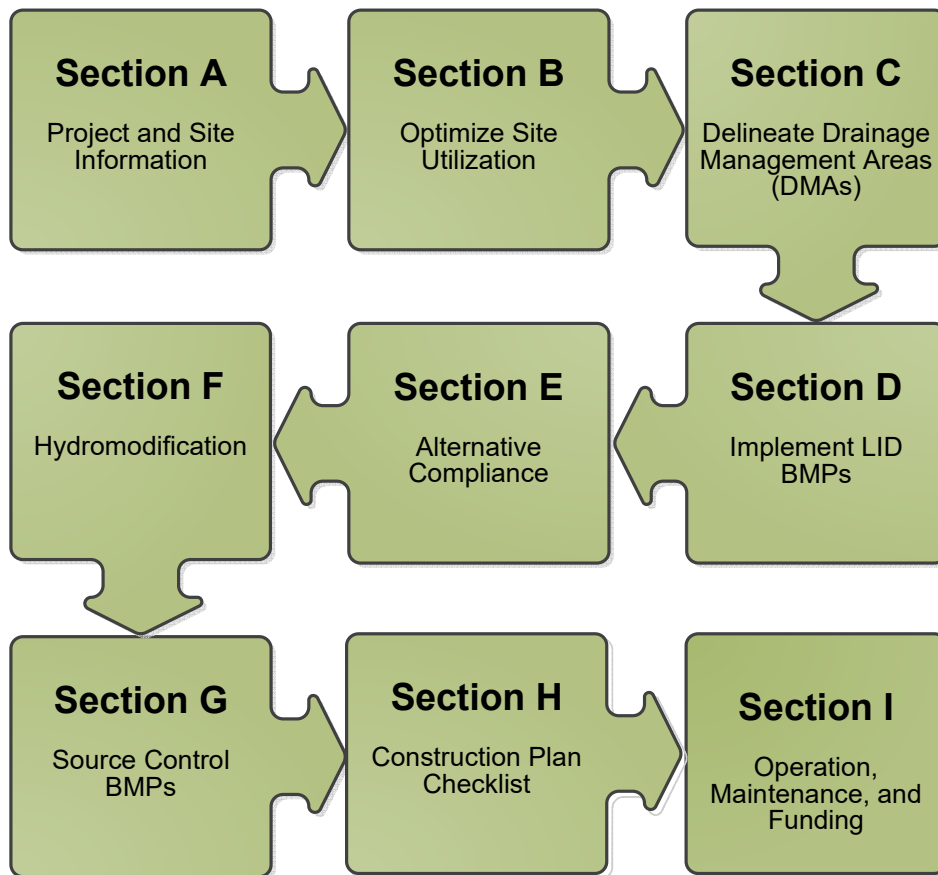 Section A
Project and Site
Information
Section B
Optimize Site
Utilization
Section C
Delineate Drainage
Management Areas
(DMAs)
Section F
Hydromodification
Section E
Alternative
Compliance
Section D
Implement LID
BMPs
Section G
Source Control
BMPs
Section H
Construction Plan
Checklist
Section I
Operation,
Maintenance, and
Funding